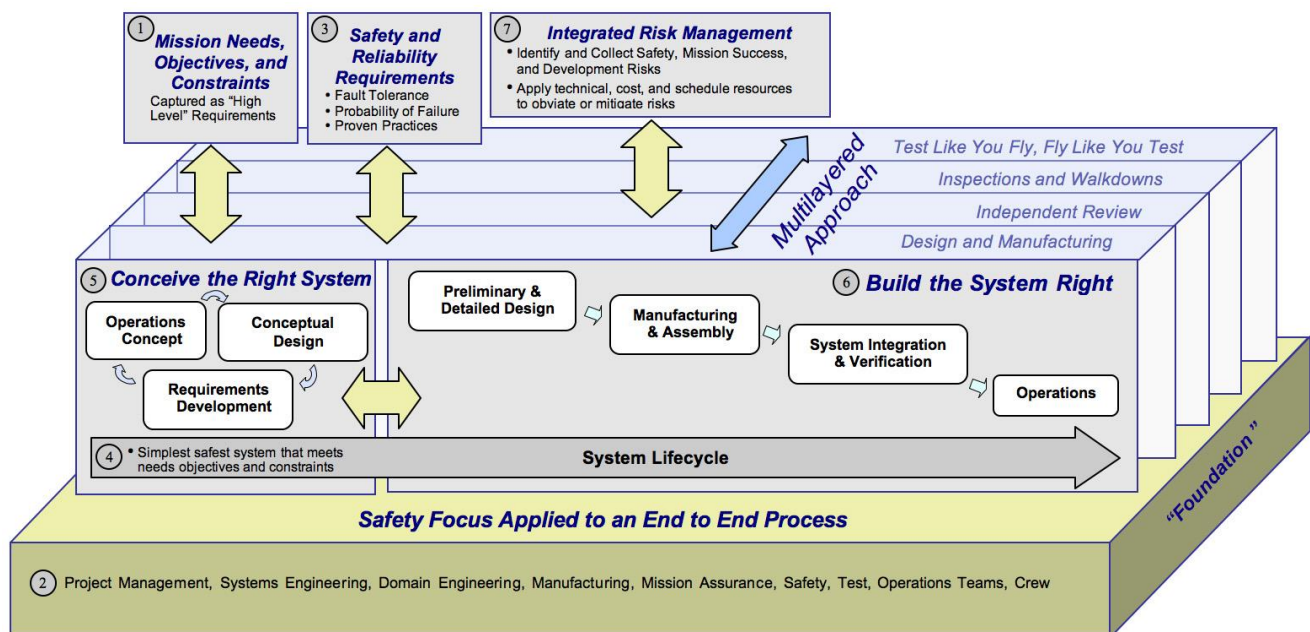 1
Mission Needs,
Objectives, and
Constraints
Captured as “High
Level” Requirements
3
Safety and
Reliability
Requirements
• Fault Tolerance
• Probability of Failure
• Proven Practices
7
Integrated Risk Management
• Identify and Collect Safety, Mission Success,
and Development Risks
• Apply technical, cost, and schedule resources
to obviate or mitigate risks
Multilayered
Approach
Test Like You Fly, Fly Like You Test
Inspections and Walkdowns
Independent Review
Design and Manufacturing
5 Conceive the Right System
Operations
Concept
Conceptual
Design
Requirements
Development
6 Build the System Right
Preliminary &
Detailed Design
Manufacturing
& Assembly
System Integration
& Verification
Operations
4 • Simplest safest system that meets
needs objectives and constraints
System Lifecycle
Safety Focus Applied to an End to End Process
“Foundation”
2 Project Management, Systems Engineering, Domain Engineering, Manufacturing, Mission Assurance, Safety, Test, Operations Teams, Crew